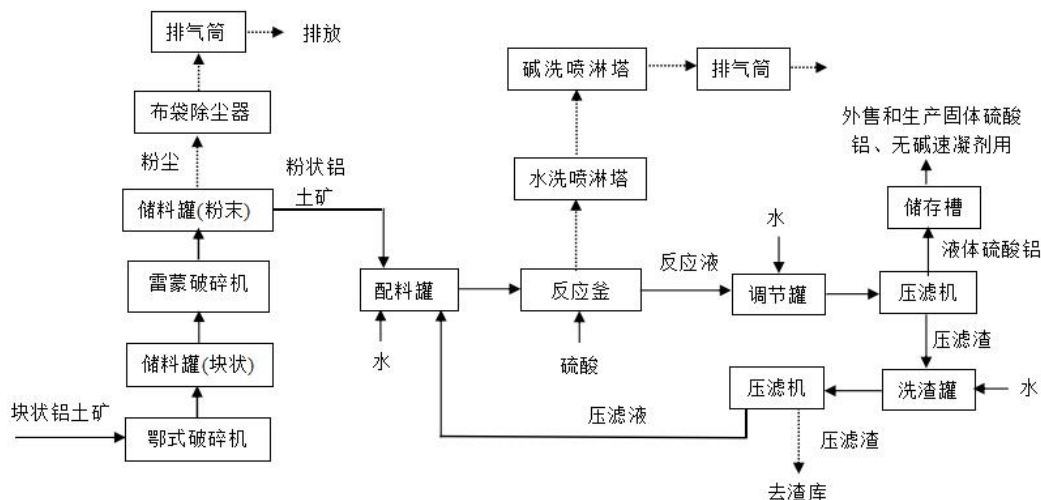 排气筒
排放
布袋除尘器
粉尘
粉状铝
土矿
储料罐(粉末)
雷蒙破碎机
储料罐(块状)
块状铝土矿
鄂式破碎机
碱洗喷淋塔
排气筒
水洗喷淋塔
配料罐
水
反应釜
硫酸
反应液
水
调节罐
外售和生产固体硫酸
铝、无碱速凝剂用
储存槽
液体硫酸铝
压滤机
压滤渣
洗渣罐
水
压滤机
压滤液
压滤渣
去渣库